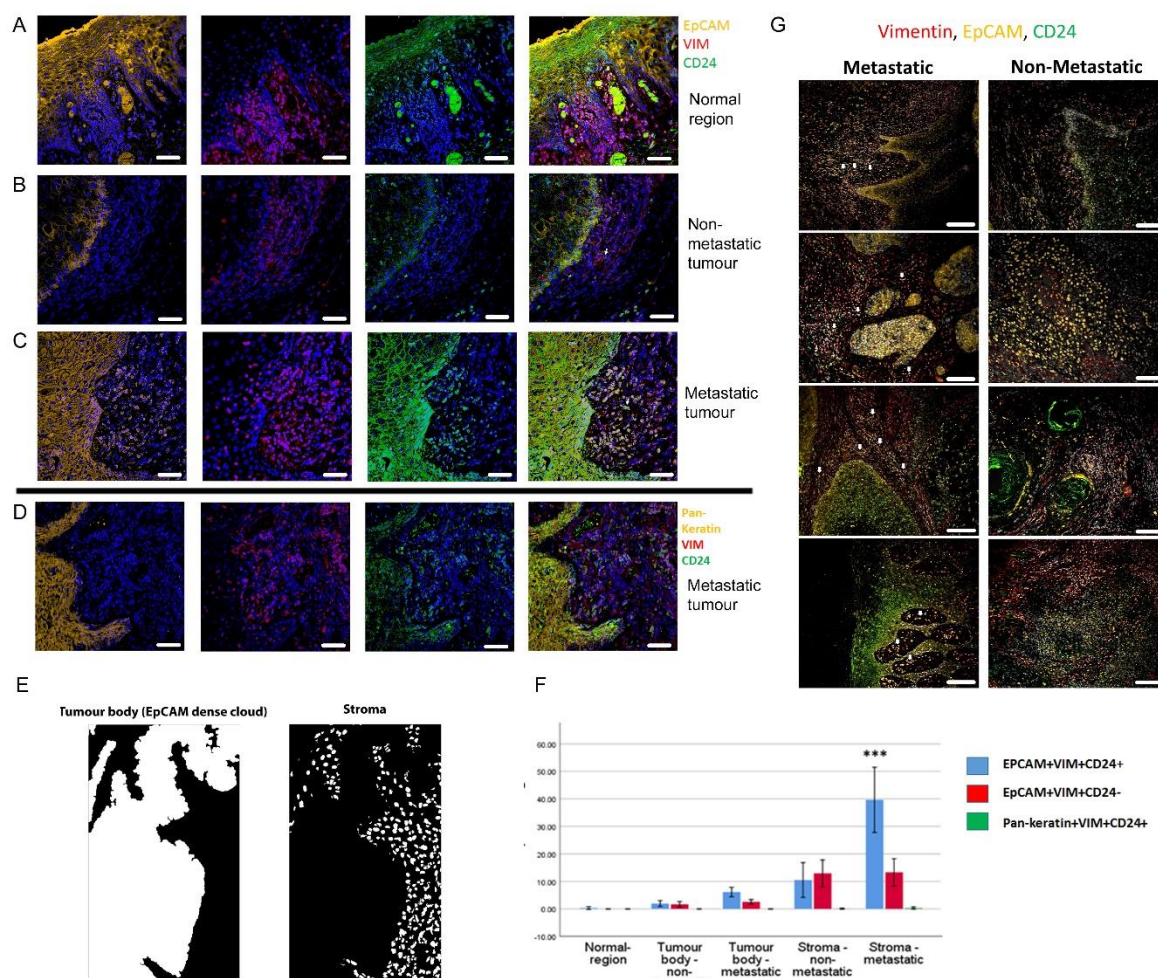 A
EpCAM
VIM
CD24
Normal
region
B
Non-
metastatic
tumour
C
Metastatic
tumour
D
Pan-
Keratin
VIM
CD24
Metastatic
tumour
G
Vimentin, EpCAM, CD24
Metastatic
Non-Metastatic
E
Tumour body (EpCAM dense cloud)
Stroma
F
60.00
50.00
40.00
30.00
20.00
10.00
0.00
-10.00
***
EPCAM+VIM+CD24+
EpCAM+VIM+CD24-
Pan-keratin+VIM+CD24+
Normal-
region
Tumour
body -
non-
Tumour
body -
metastatic
Stroma -
non-
metastatic
Stroma -
metastatic